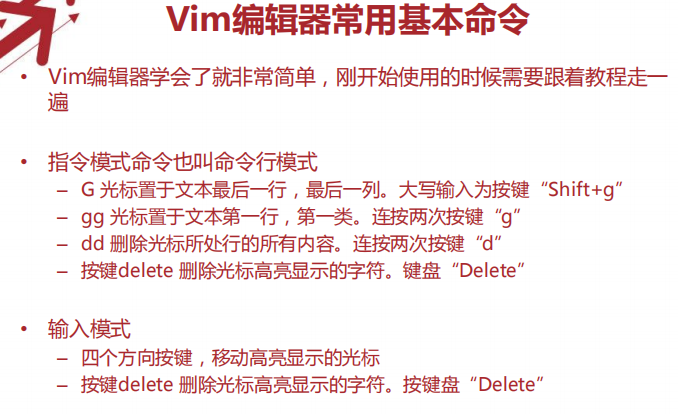 Vim编辑器常用基本命令
• Vim编辑器学会了就非常简单，刚开始使用的时候需要跟着教程走一
遍
• 指令模式命令也叫命令行模式
– G 光标置于文本最后一行，最后一列。大写输入为按键“Shift+g”
– gg 光标置于文本第一行，第一类。连按两次按键“g”
– dd 删除光标所处行的所有内容。连按两次按键“d”
– 按键delete 删除光标高亮显示的字符。键盘“Delete”
• 输入模式
– 四个方向按键，移动高亮显示的光标
– 按键delete 删除光标高亮显示的字符。按键盘“Delete”